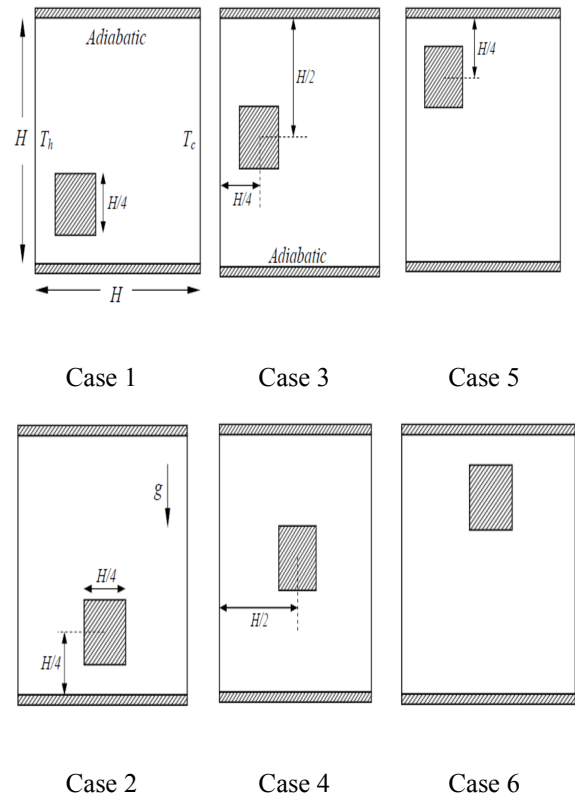 Adiabatic
H/4
H/2
H
T_h
T_c
H/4
H/4
Adiabatic
H
Case 1
Case 3
Case 5
g
H/4
H/4
H/2
Case 2
Case 4
Case 6